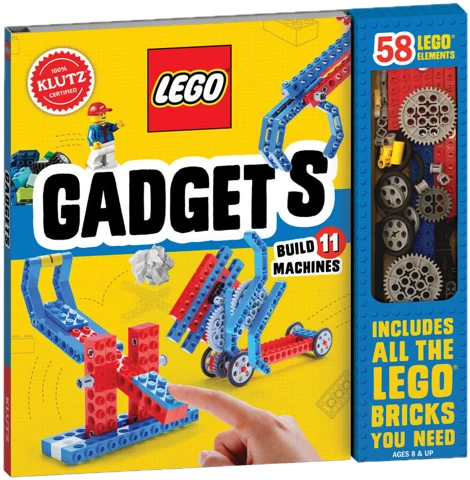 100%
KLUTZ
CERTIFIED
LEGO
GADGETS
BUILD 11
MACHINES
GADGETS
KLUTZ
58 LEGO®
ELEMENTS
INCLUDES
ALL THE
LEGO®
BRICKS
YOU NEED
AGES 8 & UP